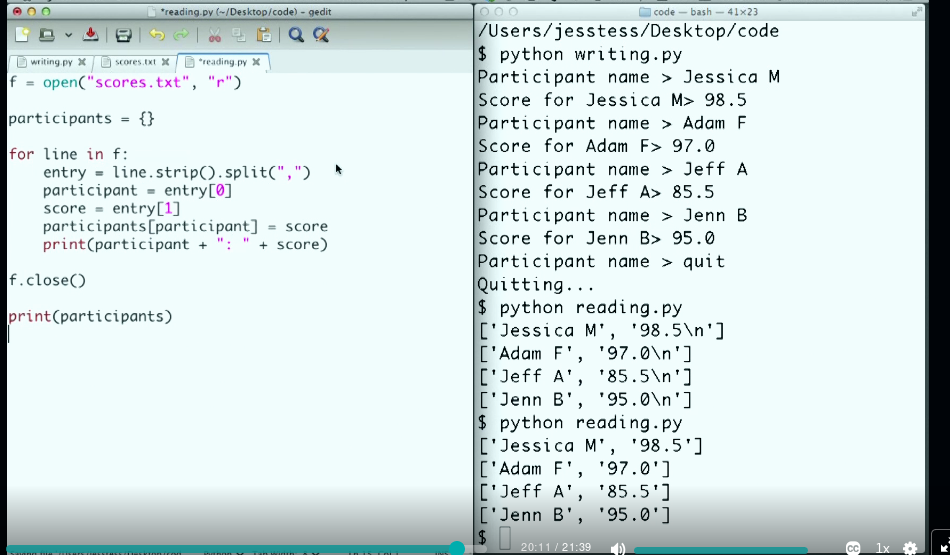 *reading.py (~/Desktop/code) - gedit
writing.py
scores.txt
*reading.py
f = open("scores.txt", "r")
participants = {}
for line in f:
entry = line.strip().split(",")
participant = entry[0]
score = entry[1]
participants[participant] = score
print(participant + ": " + score)
f.close()
print(participants)
code — bash — 41×23
/Users/jesstess/Desktop/code
$ python writing.py
Participant name > Jessica M
Score for Jessica M> 98.5
Participant name > Adam F
Score for Adam F> 97.0
Participant name > Jeff A
Score for Jeff A> 85.5
Participant name > Jenn B
Score for Jenn B> 95.0
Participant name > quit
Quitting...
$ python reading.py
['Jessica M', '98.5\n']
['Adam F', '97.0\n']
['Jeff A', '85.5\n']
['Jenn B', '95.0\n']
$ python reading.py
['Jessica M', '98.5']
['Adam F', '97.0']
['Jeff A', '85.5']
['Jenn B', '95.0']
$
20:11 / 21:39
CC
1x